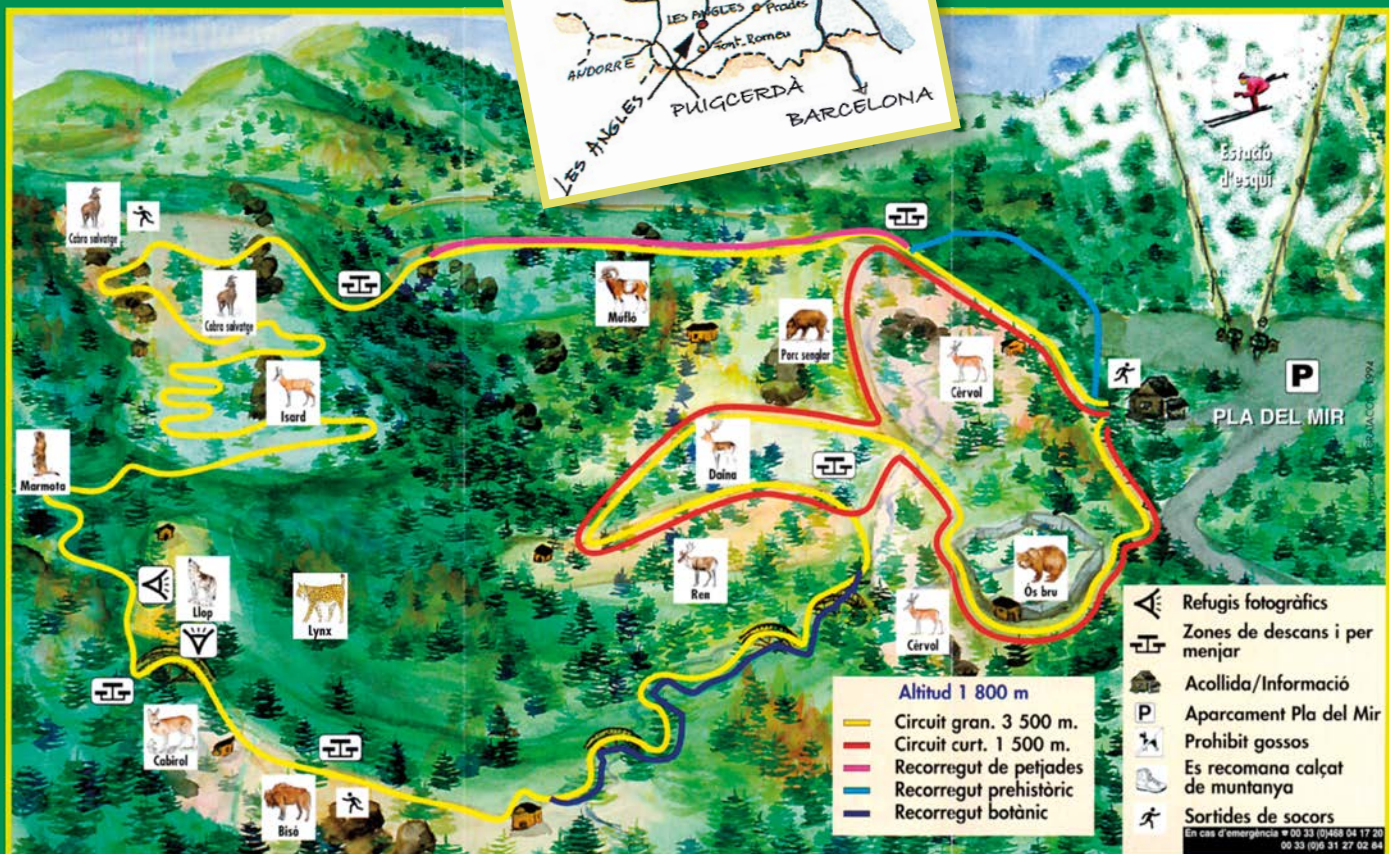 LES ANGLES
Prades
Font-Romeu
ANDORRE
PUIGCERDÀ
BARCELONA
LES ANGLES
Estació
d'esquí
Cabra salvatge
Cabra salvatge
Mufló
Porc senglar
Cérvol
Isard
P
PLA DEL MIR
1994
Marmota
Daina
Llop
Lynx
Ren
Ós bru
Cérvol
Cabirol
Bisó
Altitud 1 800 m
Circuit gran. 3 500 m.
Circuit curt. 1 500 m.
Recorregut de petjades
Recorregut prehistòric
Recorregut botànic
Refugis fotogràfics
Zones de descans i per
menjar
Acollida/Informació
P Aparcament Pla del Mir
Prohibit gossos
Es recomana calçat
de muntanya
Sortides de socors
En cas d'emergència ☎ 00 33 (0)468 04 17 20
00 33 (0)6 31 27 02 84